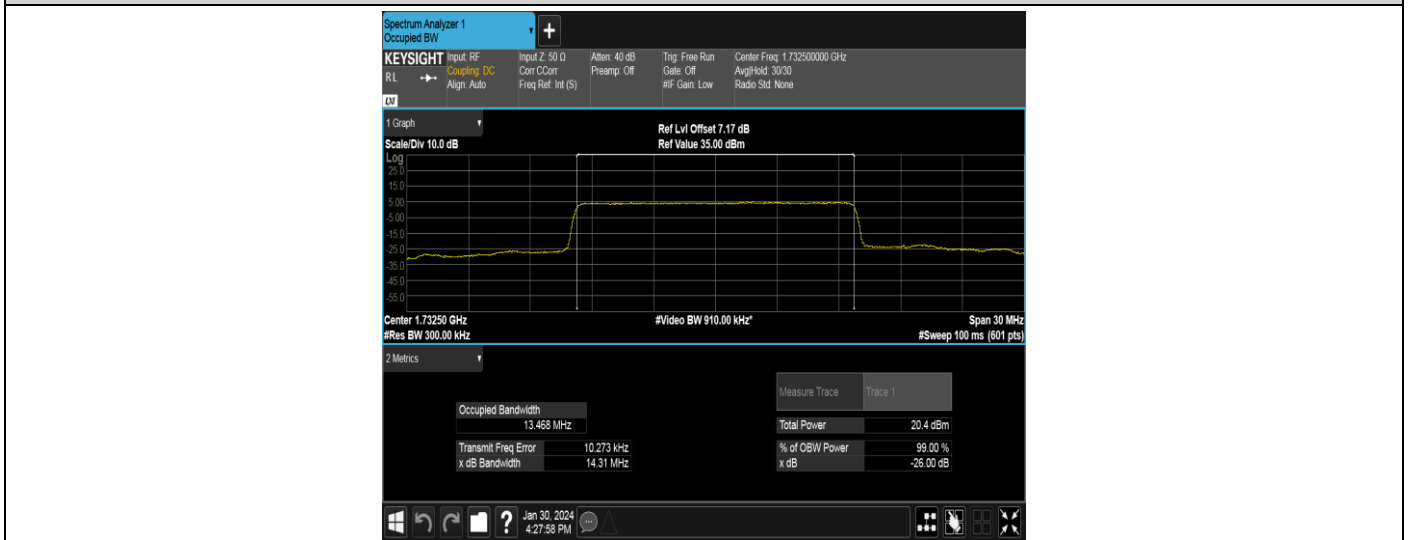 Spectrum Analyzer 1
Occupied BW
+
KEYSIGHT Input: RF Input Z: 50 Ω Atten: 40 dB Trig: Free Run Center Freq: 1.732500000 GHz
RL Coupling: DC Corr CCorr Preamp: Off Gate: Off Avg|Hold: 30/30
Align: Auto Freq Ref: Int (S) #IF Gain: Low Radio Std: None
LXI
1 Graph
Ref Lvl Offset 7.17 dB
Scale/Div 10.0 dB Ref Value 35.00 dBm
Log
25.0
15.0
5.00
-5.00
-15.0
-25.0
-35.0
-45.0
-55.0
Center 1.73250 GHz #Video BW 910.00 kHz* Span 30 MHz
#Res BW 300.00 kHz #Sweep 100 ms (601 pts)
2 Metrics
Measure Trace Trace 1
Occupied Bandwidth
13.468 MHz Total Power 20.4 dBm
Transmit Freq Error 10.273 kHz % of OBW Power 99.00 %
x dB Bandwidth 14.31 MHz x dB -26.00 dB
? Jan 30, 2024
4:27:58 PM